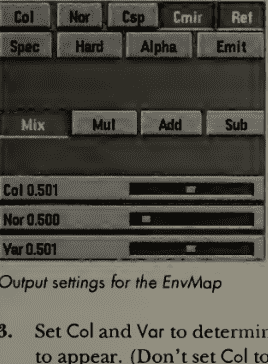 Col Nor Csp Cmir Ref
Spec Hard Alpha Emit
Mix Mul Add Sub
Col 0.501
Nor 0.500
Var 0.501
Output settings for the EnvMap
3. Set Col and Var to determin
to appear. (Don't set Col to